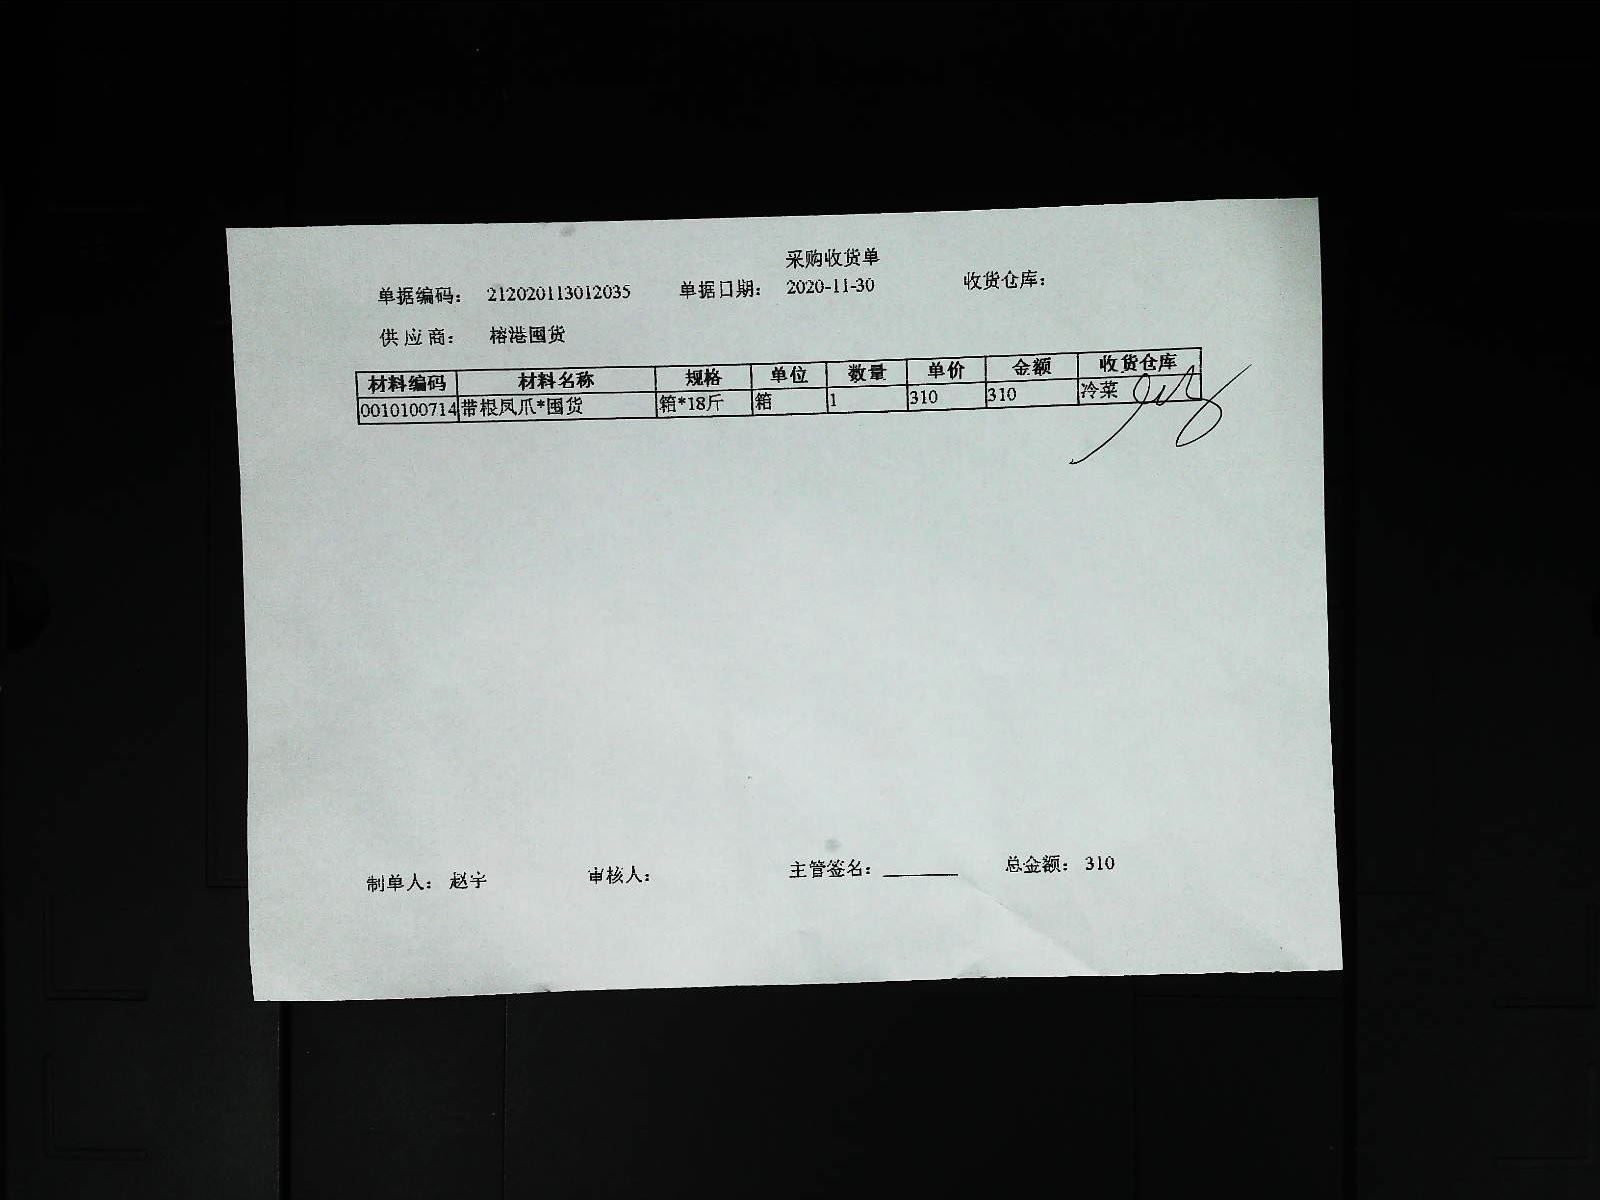 采购收货单
单据编码： 212020113012035 单据日期： 2020-11-30 收货仓库：
供应商： 榕港囤货
材料编码 材料名称 规格 单位 数量 单价 金额 收货仓库
0010100714 带根凤爪*囤货 箱*18斤 箱 1 310 310 冷菜
制单人： 赵宇 审核人： 主管签名： 总金额： 310